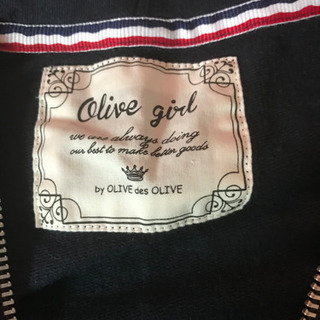 Olive girl
we are always doing
our best to make better goods
by OLIVE des OLIVE